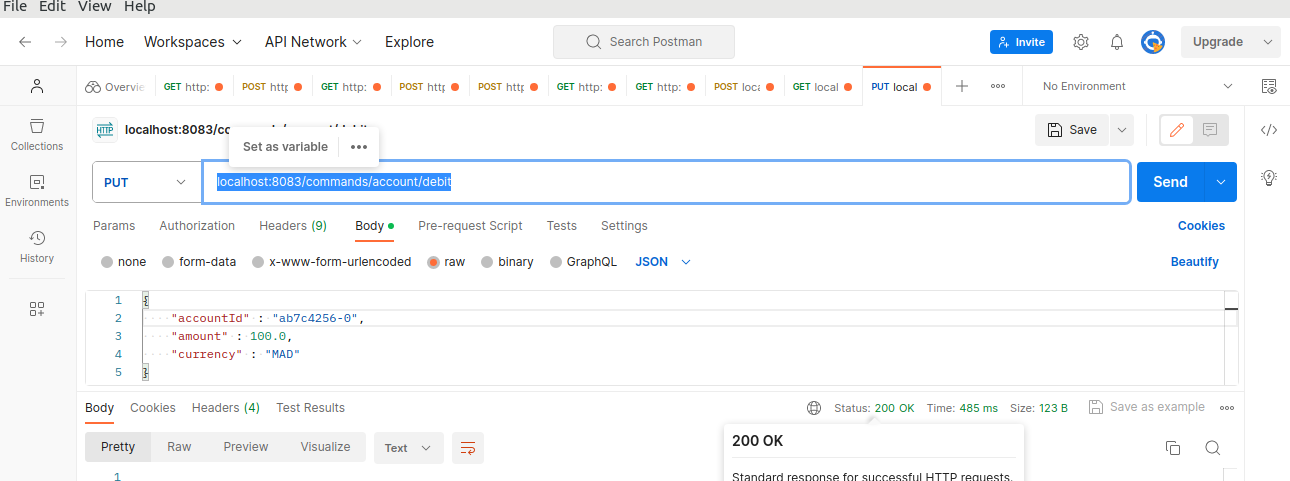 File Edit View Help
Home Workspaces API Network Explore Search Postman Invite Upgrade
Overvie GET http: POST http GET http: POST http POST http GET http: GET http: POST loca GET local PUT local No Environment
HTTP localhost:8083/co Save
Set as variable
PUT localhost:8083/commands/account/debit Send
Collections
Environments
History
Params Authorization Headers (9) Body Pre-request Script Tests Settings Cookies
none form-data x-www-form-urlencoded raw binary GraphQL JSON Beautify
1 {
2 "accountId" : "ab7c4256-0",
3 "amount" : 100.0,
4 "currency" : "MAD"
5 }
Body Cookies Headers (4) Test Results Status: 200 OK Time: 485 ms Size: 123 B Save as example
Pretty Raw Preview Visualize Text
200 OK
Standard response for successful HTTP requests.
1